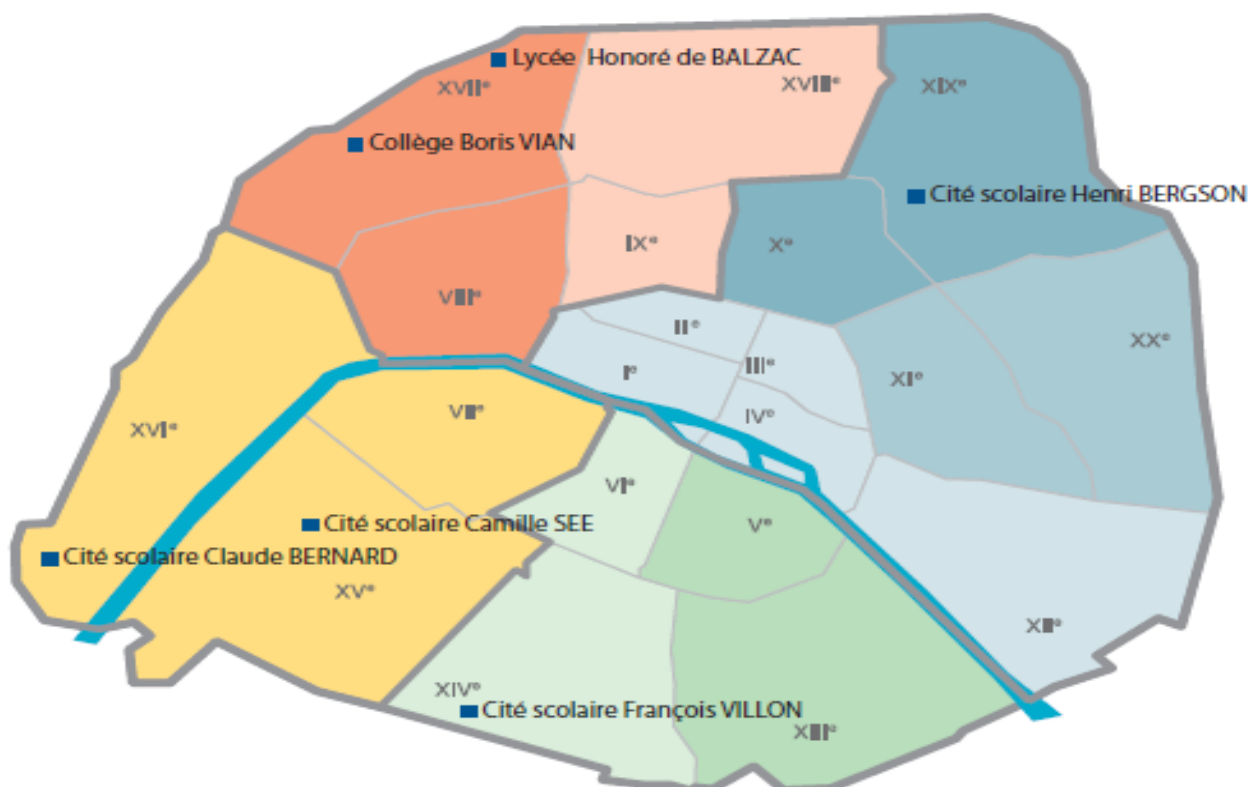 Lycée Honoré de BALZAC
XVIIᵉ
XVIIIᵉ
XIXᵉ
Collège Boris VIAN
Cité scolaire Henri BERGSON
IXᵉ
Xᵉ
VIIIᵉ
IIᵉ
XXᵉ
Iᵉ
IIIᵉ
XIᵉ
VIIᵉ
IVᵉ
XVIᵉ
VIᵉ
Vᵉ
Cité scolaire Camille SEE
Cité scolaire Claude BERNARD
XVᵉ
XIIᵉ
XIVᵉ
Cité scolaire François VILLON
XIIIᵉ